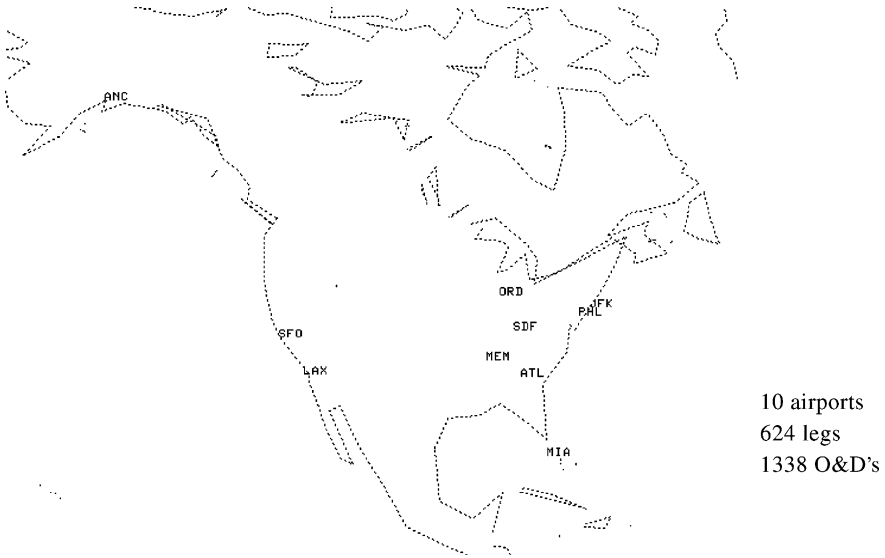 ANC
ORD
JFK
PHL
SDF
SFO
MEM
LAX
ATL
10 airports
624 legs
MIA
1338 O&D's